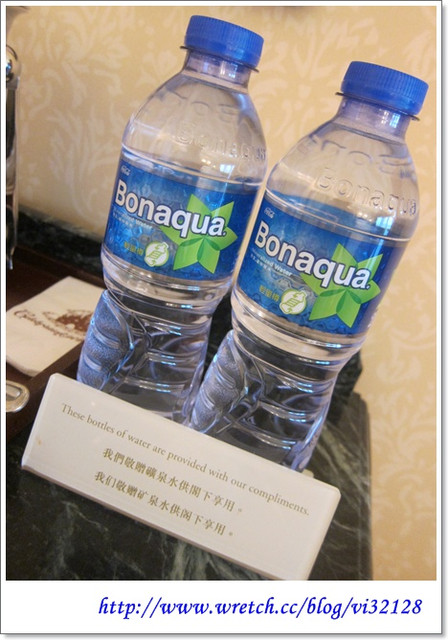 Bonaqua
Bonaqua
Bonaqua
Bonaqua
These bottles of water are provided with our compliments.
我們敬贈礦泉水供閣下享用。
我们敬赠矿泉水供阁下享用。
http://www.wretch.cc/blog/vi32128